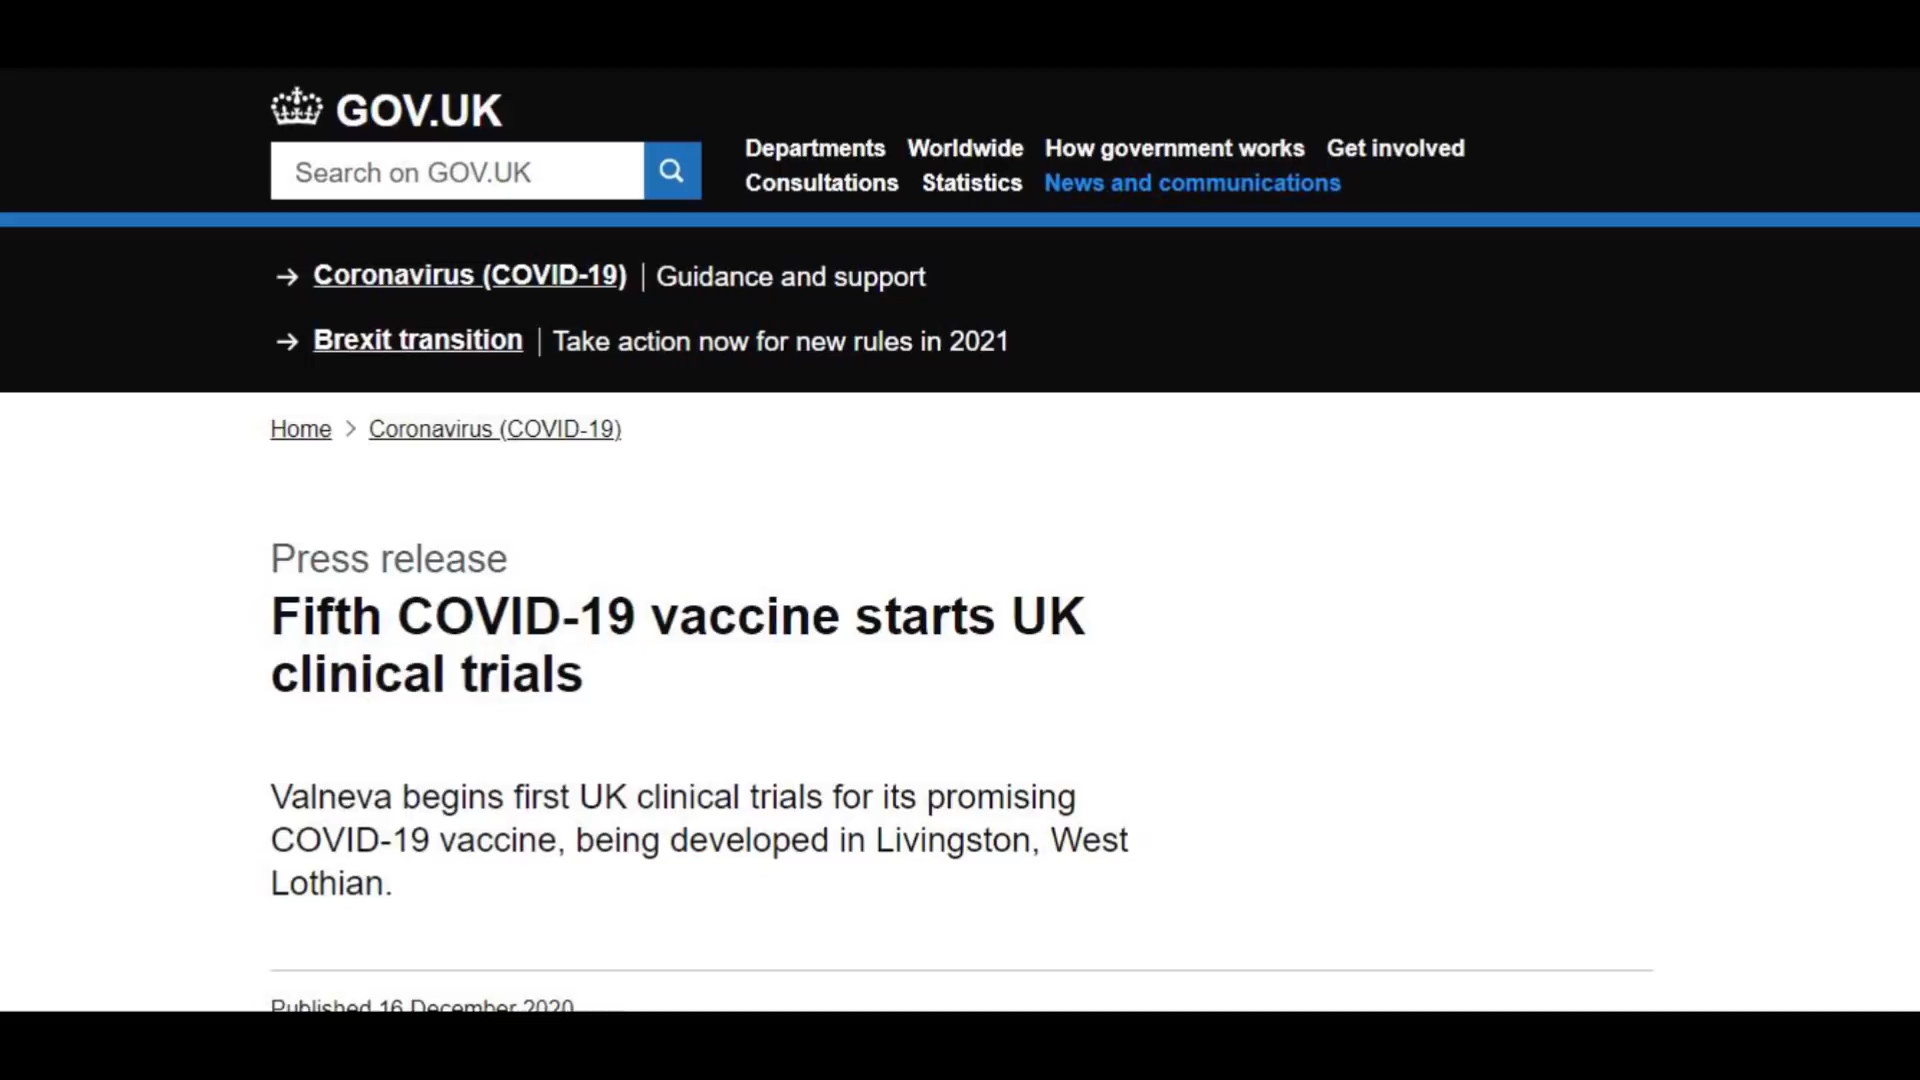 GOV.UK
Search on GOV.UK
Departments Worldwide How government works Get involved
Consultations Statistics News and communications
→ Coronavirus (COVID-19) | Guidance and support
→ Brexit transition | Take action now for new rules in 2021
Home > Coronavirus (COVID-19)
Press release
Fifth COVID-19 vaccine starts UK
clinical trials
Valneva begins first UK clinical trials for its promising
COVID-19 vaccine, being developed in Livingston, West
Lothian.
Published 16 December 2020